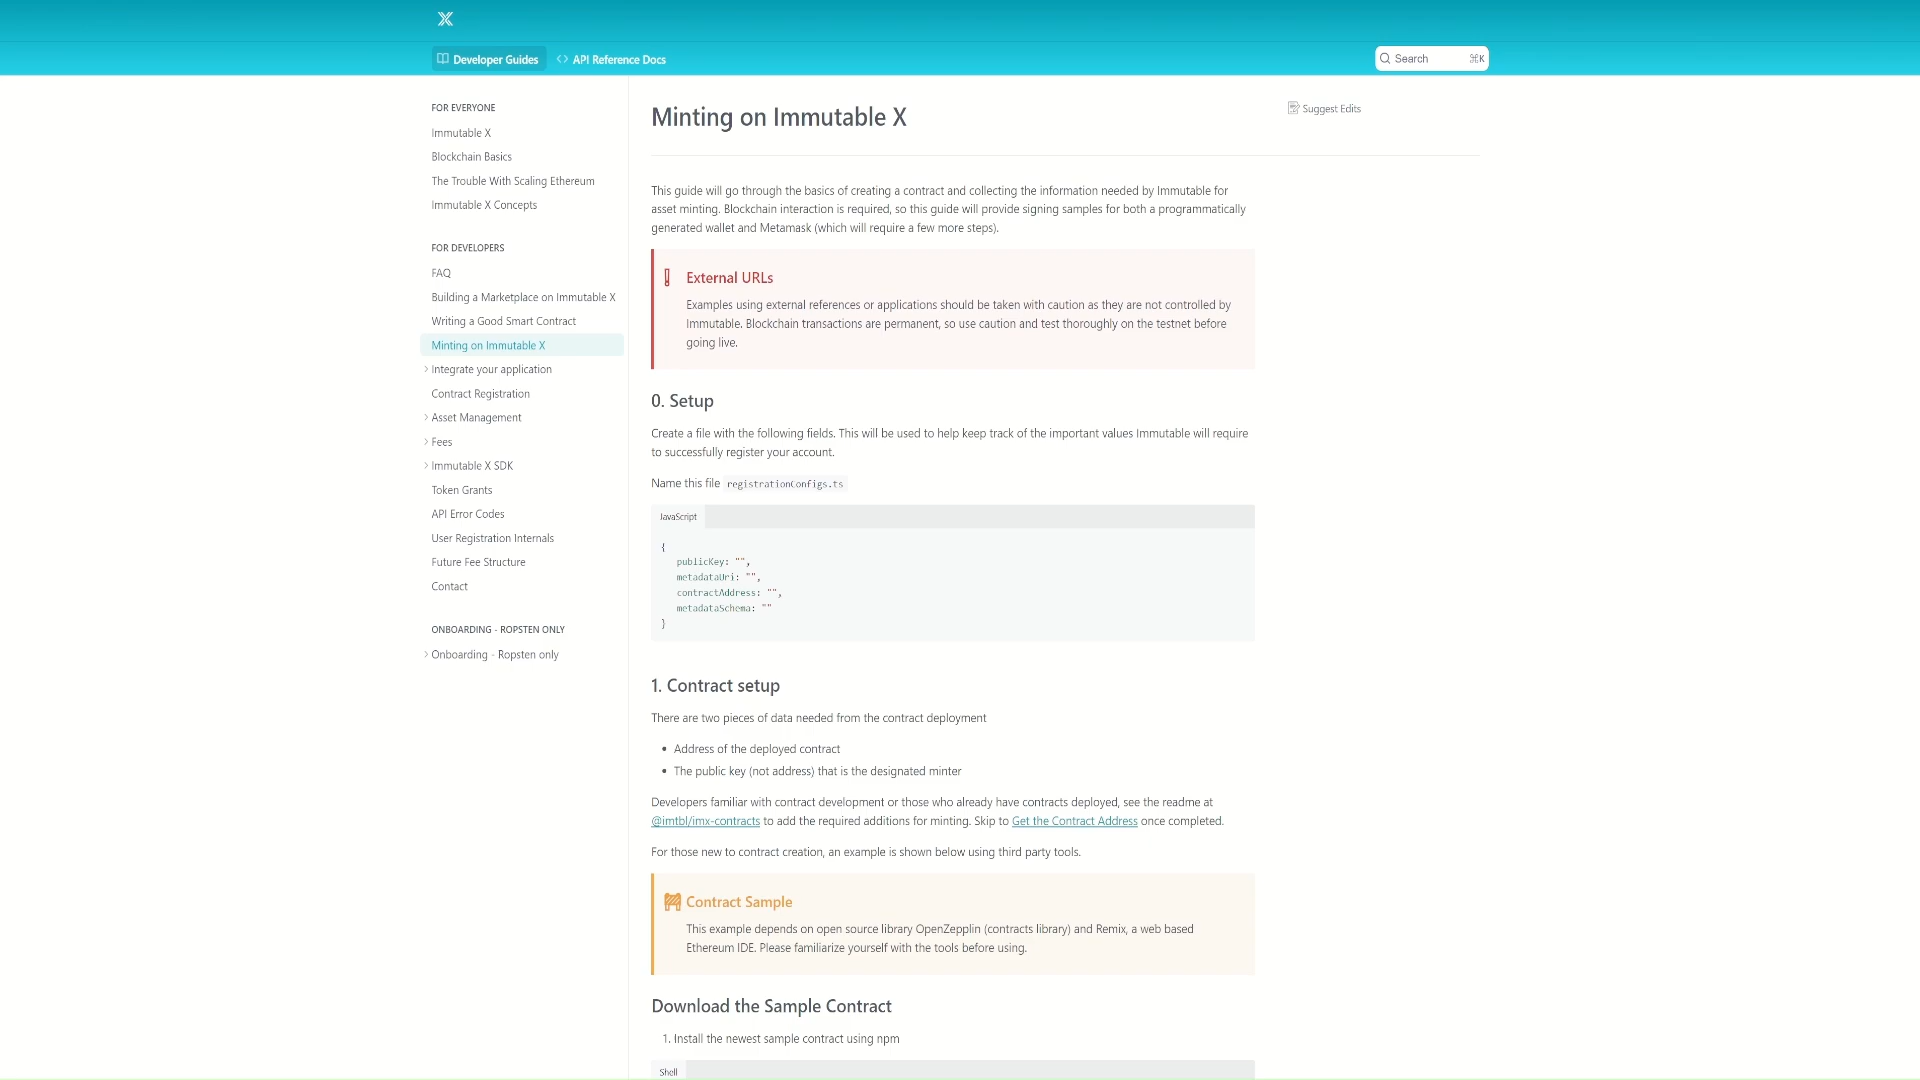 Developer Guides
API Reference Docs
Search
⌘K
FOR EVERYONE
Immutable X
Blockchain Basics
The Trouble With Scaling Ethereum
Immutable X Concepts
FOR DEVELOPERS
FAQ
Building a Marketplace on Immutable X
Writing a Good Smart Contract
Minting on Immutable X
Integrate your application
Contract Registration
Asset Management
Fees
Immutable X SDK
Token Grants
API Error Codes
User Registration Internals
Future Fee Structure
Contact
ONBOARDING - ROPSTEN ONLY
Onboarding - Ropsten only
Minting on Immutable X
Suggest Edits
This guide will go through the basics of creating a contract and collecting the information needed by Immutable for
asset minting. Blockchain interaction is required, so this guide will provide signing samples for both a programmatically
generated wallet and Metamask (which will require a few more steps).
External URLs
Examples using external references or applications should be taken with caution as they are not controlled by
Immutable. Blockchain transactions are permanent, so use caution and test thoroughly on the testnet before
going live.
0. Setup
Create a file with the following fields. This will be used to help keep track of the important values Immutable will require
to successfully register your account.
Name this file registrationConfigs.ts
JavaScript
{
publicKey: "",
metadataUri: "",
contractAddress: "",
metadataSchema: ""
}
1. Contract setup
There are two pieces of data needed from the contract deployment
• Address of the deployed contract
• The public key (not address) that is the designated minter
Developers familiar with contract development or those who already have contracts deployed, see the readme at
@imtbl/imx-contracts to add the required additions for minting. Skip to Get the Contract Address once completed.
For those new to contract creation, an example is shown below using third party tools.
Contract Sample
This example depends on open source library OpenZepplin (contracts library) and Remix, a web based
Ethereum IDE. Please familiarize yourself with the tools before using.
Download the Sample Contract
1. Install the newest sample contract using npm
Shell